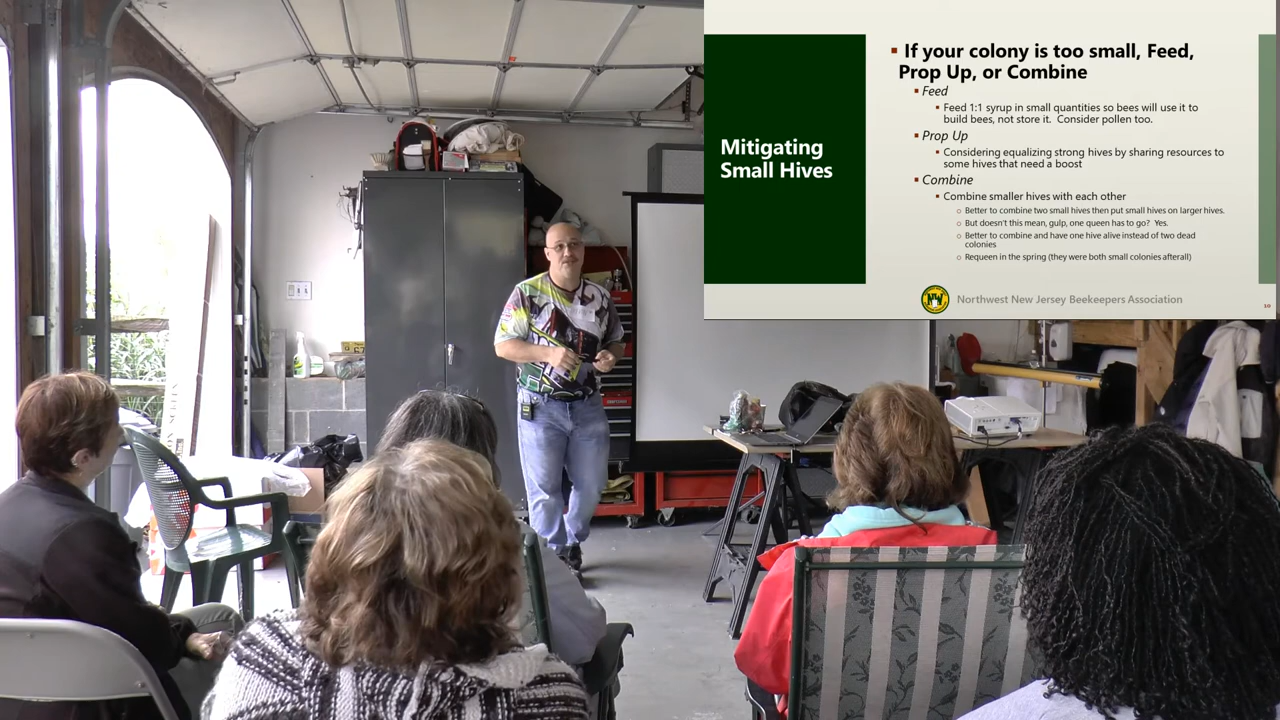 If your colony is too small, Feed,
Prop Up, or Combine
Feed
Feed 1:1 syrup in small quantities so bees will use it to
build bees, not store it. Consider pollen too.
Prop Up
Considering equalizing strong hives by sharing resources to
some hives that need a boost
Combine
Combine smaller hives with each other
Better to combine two small hives then put small hives on larger hives.
But doesn't this mean, gulp, one queen has to go? Yes.
Better to combine and have one hive alive instead of two dead
colonies
Requeen in the spring (they were both small colonies afterall)
Mitigating
Small Hives
NW
Northwest New Jersey Beekeepers Association